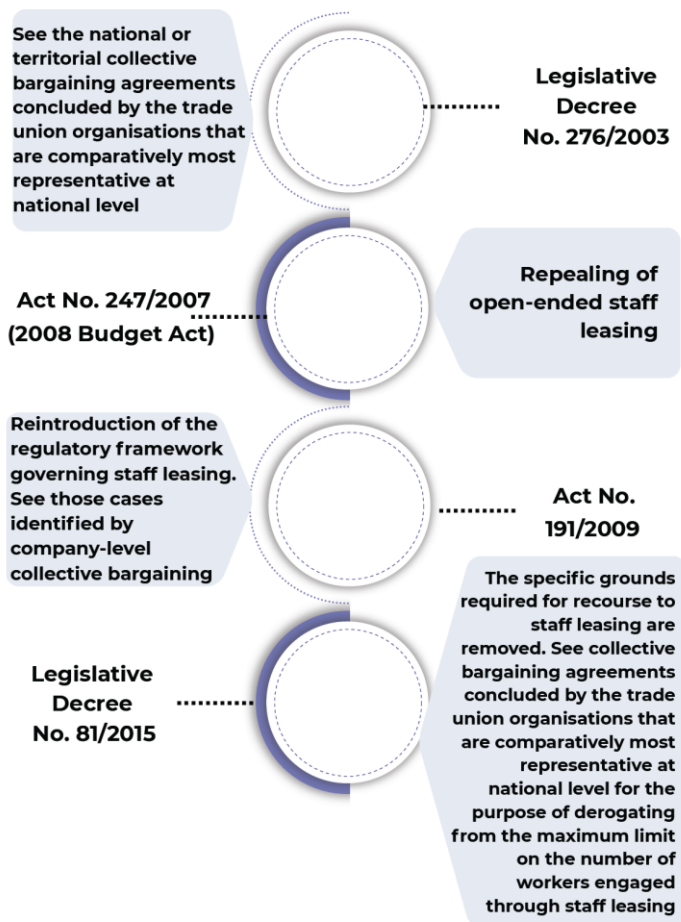 See the national or
territorial collective
bargaining agreements
concluded by the trade
union organisations that
are comparatively most
representative at
national level
Legislative
Decree
No. 276/2003
Act No. 247/2007
(2008 Budget Act)
Repealing of
open-ended staff
leasing
Reintroduction of the
regulatory framework
governing staff leasing.
See those cases
identified by
company-level
collective bargaining
Act No.
191/2009
Legislative
Decree
No. 81/2015
The specific grounds
required for recourse to
staff leasing are
removed. See collective
bargaining agreements
concluded by the trade
union organisations that
are comparatively most
representative at
national level for the
purpose of derogating
from the maximum limit
on the number of
workers engaged
through staff leasing